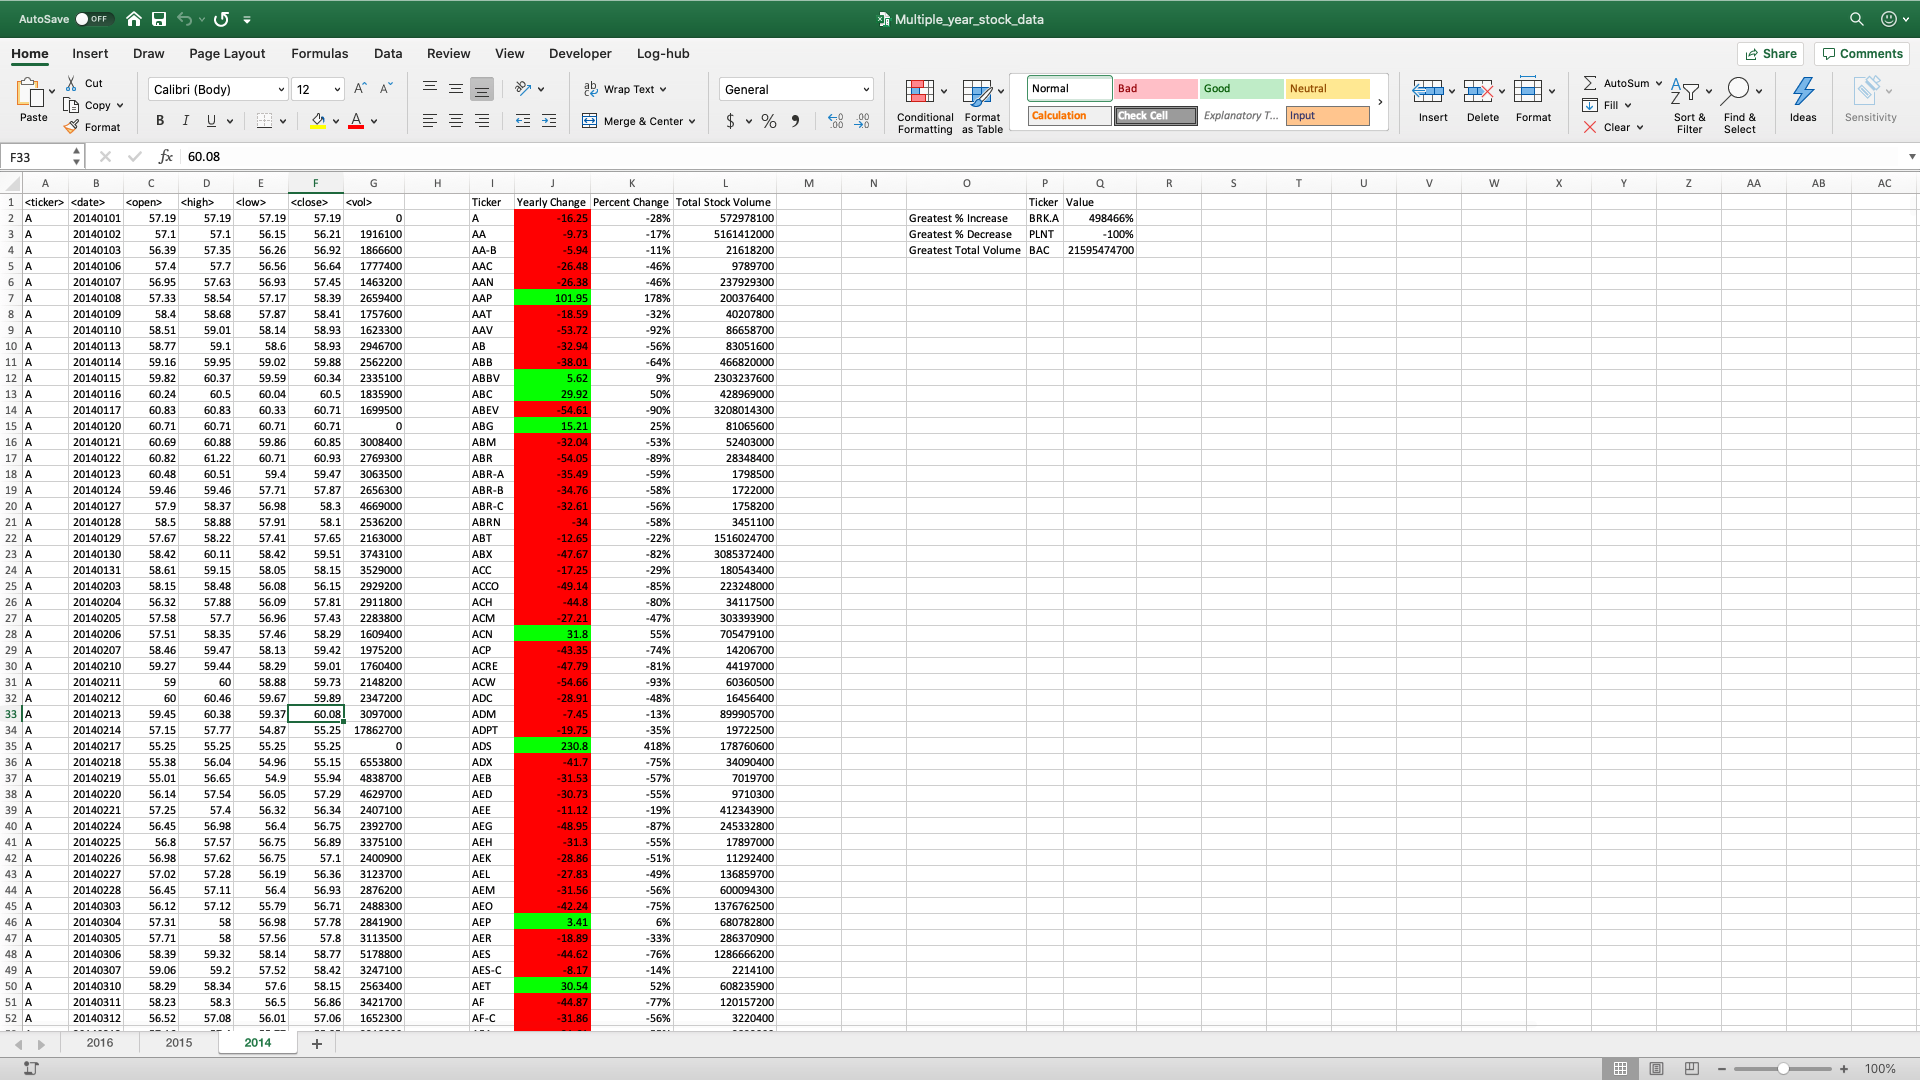 AutoSave OFF Multiple_year_stock_data
Home Insert Draw Page Layout Formulas Data Review View Developer Log-hub Share Comments
Paste Cut Copy Format Calibri (Body) 12 Wrap Text Merge & Center General Conditional Formatting Format as Table Normal Bad Good Neutral Calculation Check Cell Explanatory T... Input Insert Delete Format AutoSum Fill Clear Sort & Filter Find & Select Ideas Sensitivity
F33 fx 60.08
A B C D E F G H I J K L M N O P Q R S T U V W X Y Z AA AB AC
1 <ticker> <date> <open> <high> <low> <close> <vol> Ticker Yearly Change Percent Change Total Stock Volume Ticker Value
2 A 20140101 57.19 57.19 57.19 57.19 0 A -16.25 -28% 572978100 Greatest % Increase BRK.A 498466%
3 A 20140102 57.1 57.1 56.15 56.21 1916100 AA -9.73 -17% 5161412000 Greatest % Decrease PLNT -100%
4 A 20140103 56.39 57.35 56.26 56.92 1866600 AA-B -5.94 -11% 21618200 Greatest Total Volume BAC 21595474700
5 A 20140106 57.4 57.7 56.56 56.64 1777400 AAC -26.48 -46% 9789700
6 A 20140107 56.95 57.63 56.93 57.45 1463200 AAN -26.38 -46% 237929300
7 A 20140108 57.33 58.54 57.17 58.39 2659400 AAP 101.95 178% 200376400
8 A 20140109 58.4 58.68 57.87 58.41 1757600 AAT -18.59 -32% 40207800
9 A 20140110 58.51 59.01 58.14 58.93 1623300 AAV -53.72 -92% 86658700
10 A 20140113 58.77 59.1 58.6 58.93 2946700 AB -32.94 -56% 83051600
11 A 20140114 59.16 59.95 59.02 59.88 2562200 ABB -38.01 -64% 466820000
12 A 20140115 59.82 60.37 59.59 60.34 2335100 ABBV 5.62 9% 2303237600
13 A 20140116 60.24 60.5 60.04 60.5 1835900 ABC 29.92 50% 428969000
14 A 20140117 60.83 60.83 60.33 60.71 1699500 ABEV -54.61 -90% 3208014300
15 A 20140120 60.71 60.71 60.71 60.71 0 ABG 15.21 25% 81065600
16 A 20140121 60.69 60.88 59.86 60.85 3008400 ABM -32.04 -53% 52403000
17 A 20140122 60.82 61.22 60.71 60.93 2769300 ABR -54.05 -89% 28348400
18 A 20140123 60.48 60.51 59.4 59.47 3063500 ABR-A -35.49 -59% 1798500
19 A 20140124 59.46 59.46 57.71 57.87 2656300 ABR-B -34.76 -58% 1722000
20 A 20140127 57.9 58.37 56.98 58.3 4669000 ABR-C -32.61 -56% 1758200
21 A 20140128 58.5 58.88 57.91 58.1 2536200 ABRN -34 -58% 3451100
22 A 20140129 57.67 58.22 57.41 57.65 2163000 ABT -12.65 -22% 1516024700
23 A 20140130 58.42 60.11 58.42 59.51 3743100 ABX -47.67 -82% 3085372400
24 A 20140131 58.61 59.15 58.05 58.15 3529000 ACC -17.25 -29% 180543400
25 A 20140203 58.15 58.48 56.08 56.15 2929200 ACCO -49.14 -85% 223248000
26 A 20140204 56.32 57.88 56.09 57.81 2911800 ACH -44.8 -80% 34117500
27 A 20140205 57.58 57.7 56.96 57.43 2283800 ACM -27.21 -47% 303393900
28 A 20140206 57.51 58.35 57.46 58.29 1609400 ACN 31.8 55% 705479100
29 A 20140207 58.46 59.47 58.13 59.42 1975200 ACP -43.35 -74% 14206700
30 A 20140210 59.27 59.44 58.29 59.01 1760400 ACRE -47.79 -81% 44197000
31 A 20140211 59 60 58.88 59.73 2148200 ACW -54.66 -93% 60360500
32 A 20140212 60 60.46 59.67 59.89 2347200 ADC -28.91 -48% 16456400
33 A 20140213 59.45 60.38 59.37 60.08 3097000 ADM -7.45 -13% 899905700
34 A 20140214 57.15 57.77 54.87 55.25 17862700 ADPT -19.75 -35% 19722500
35 A 20140217 55.25 55.25 55.25 55.25 0 ADS 230.8 418% 178760600
36 A 20140218 55.38 56.04 54.96 55.15 6553800 ADX -41.7 -75% 34090400
37 A 20140219 55.01 56.65 54.9 55.94 4838700 AEB -31.53 -57% 7019700
38 A 20140220 56.14 57.54 56.05 57.29 4629700 AED -30.73 -55% 9710300
39 A 20140221 57.25 57.4 56.32 56.34 2407100 AEE -11.12 -19% 412343900
40 A 20140224 56.45 56.98 56.4 56.75 2392700 AEG -48.95 -87% 245332800
41 A 20140225 56.8 57.57 56.75 56.89 3375100 AEH -31.3 -55% 17897000
42 A 20140226 56.98 57.62 56.75 57.1 2400900 AEK -28.86 -51% 11292400
43 A 20140227 57.02 57.28 56.19 56.36 3123700 AEL -27.83 -49% 136859700
44 A 20140228 56.45 57.11 56.4 56.93 2876200 AEM -31.56 -56% 600094300
45 A 20140303 56.12 57.12 55.79 56.71 2488300 AEO -42.24 -75% 1376762500
46 A 20140304 57.31 58 56.98 57.78 2841900 AEP 3.41 6% 680782800
47 A 20140305 57.71 58 57.56 57.8 3113500 AER -18.89 -33% 286370900
48 A 20140306 58.39 59.32 58.14 58.77 5178800 AES -44.62 -76% 1286666200
49 A 20140307 59.06 59.2 57.52 58.42 3247100 AES-C -8.17 -14% 2214100
50 A 20140310 58.29 58.34 57.6 58.15 2563400 AET 30.54 52% 608235900
51 A 20140311 58.23 58.3 56.5 56.86 3421700 AF -44.87 -77% 120157200
52 A 20140312 56.52 57.08 56.01 57.06 1652300 AF-C -31.86 -56% 3220400
2016 2015 2014
100%